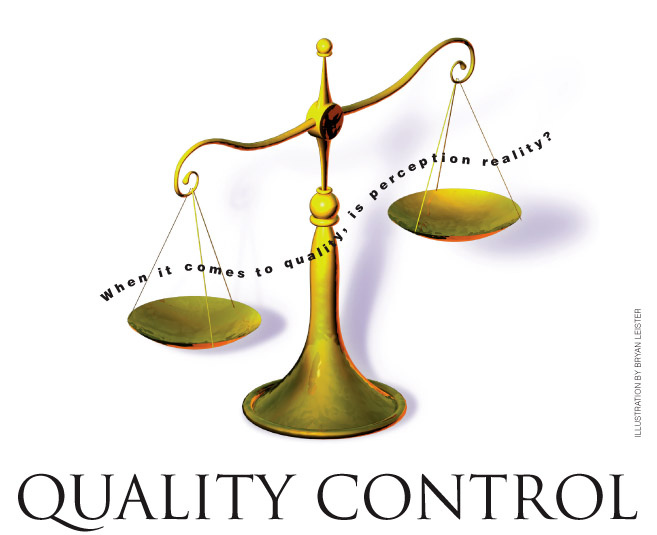 When it comes to quality, is perception reality?
ILLUSTRATION BY BRYAN LEISTER
QUALITY CONTROL